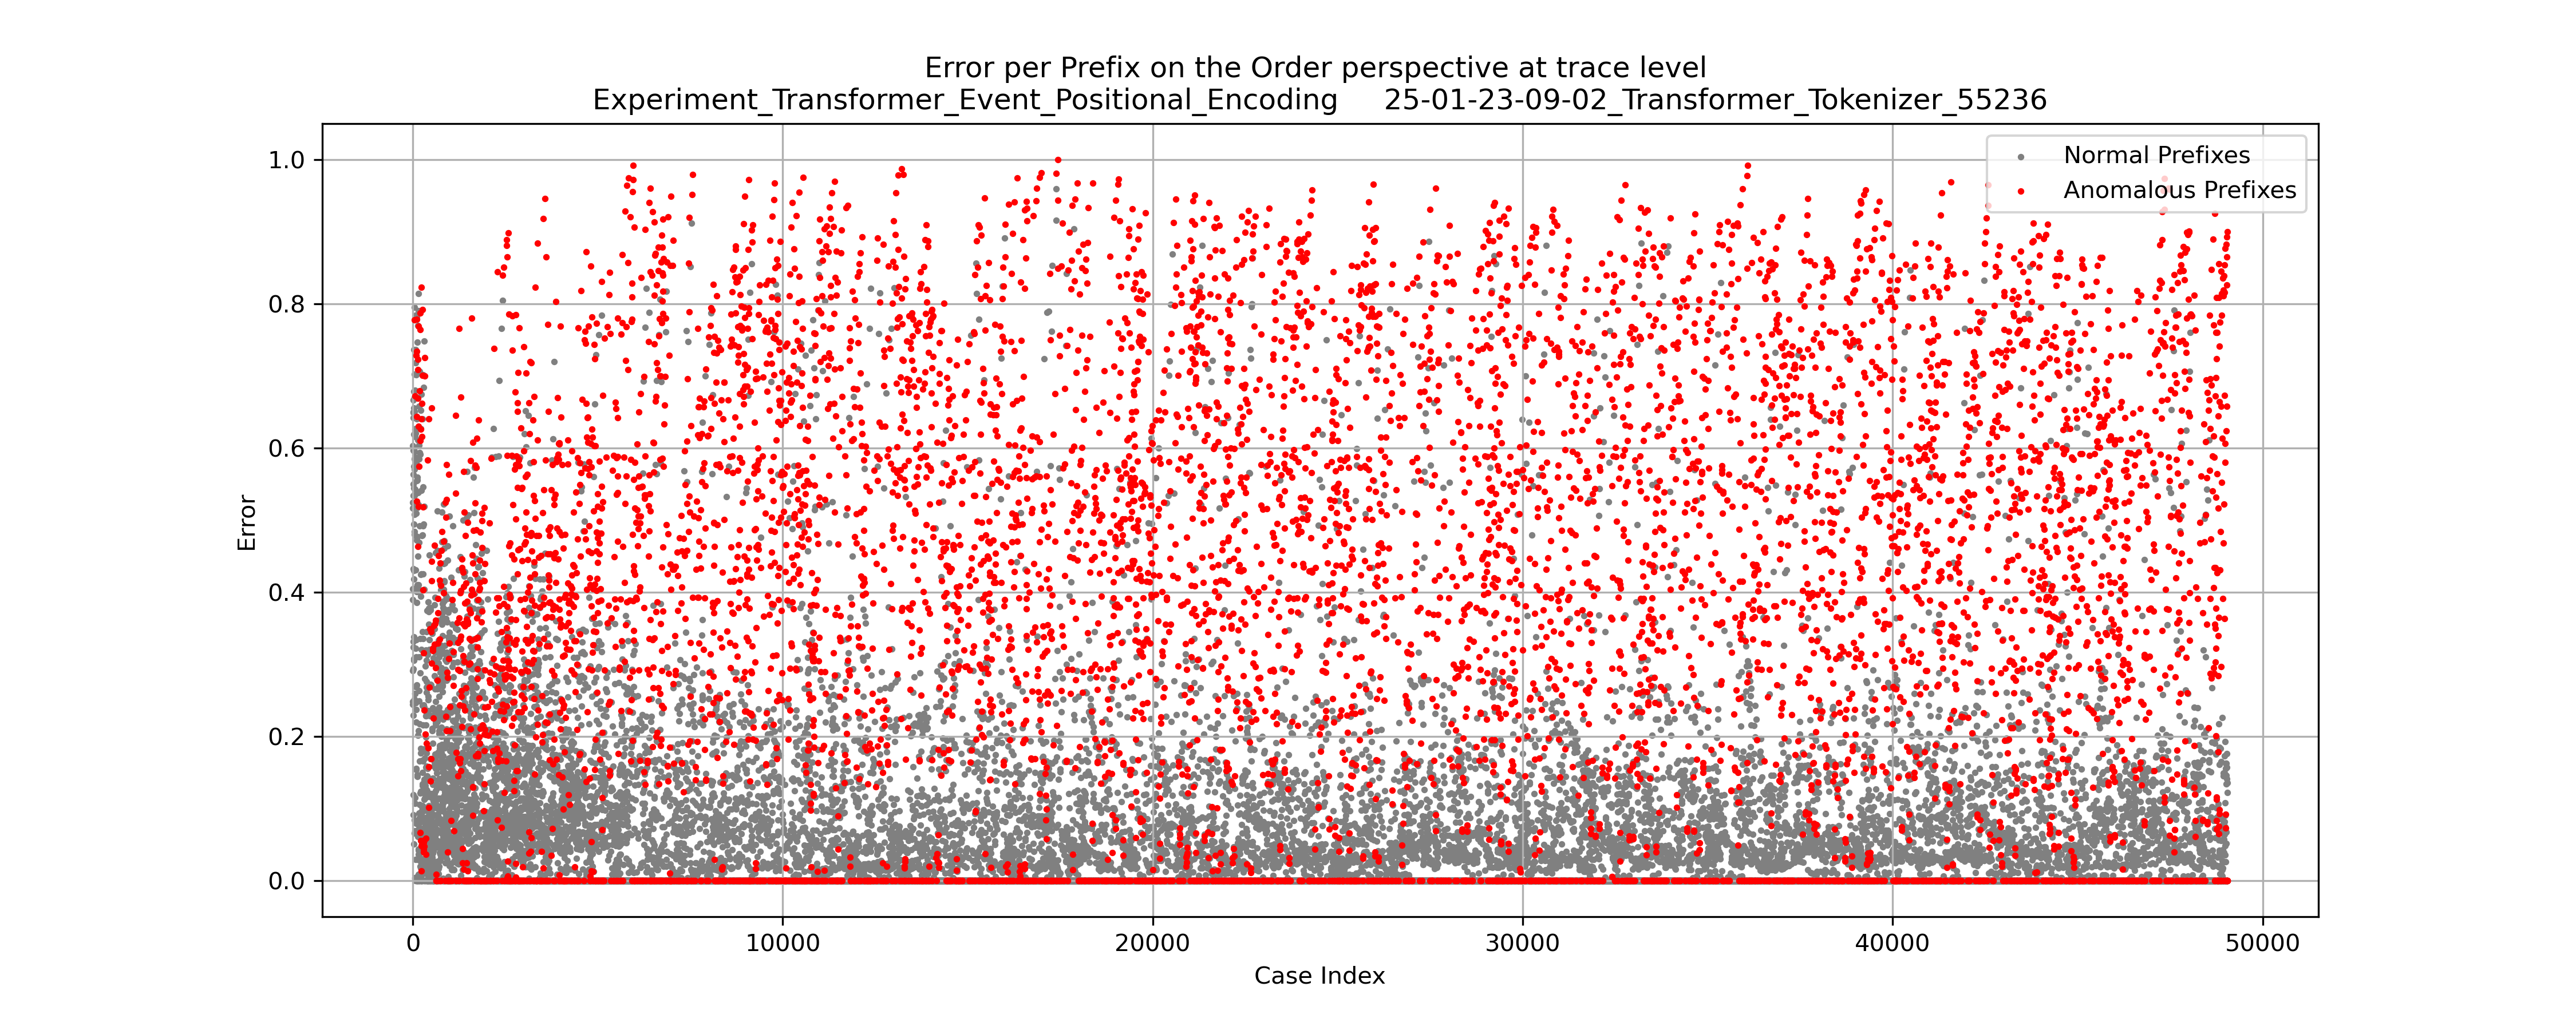 Error per Prefix on the Order perspective at trace level
Experiment_Transformer_Event_Positional_Encoding 25-01-23-09-02_Transformer_Tokenizer_55236
Normal Prefixes
Anomalous Prefixes
1.0
0.8
0.6
0.4
0.2
0.0
Error
0 10000 20000 30000 40000 50000
Case Index